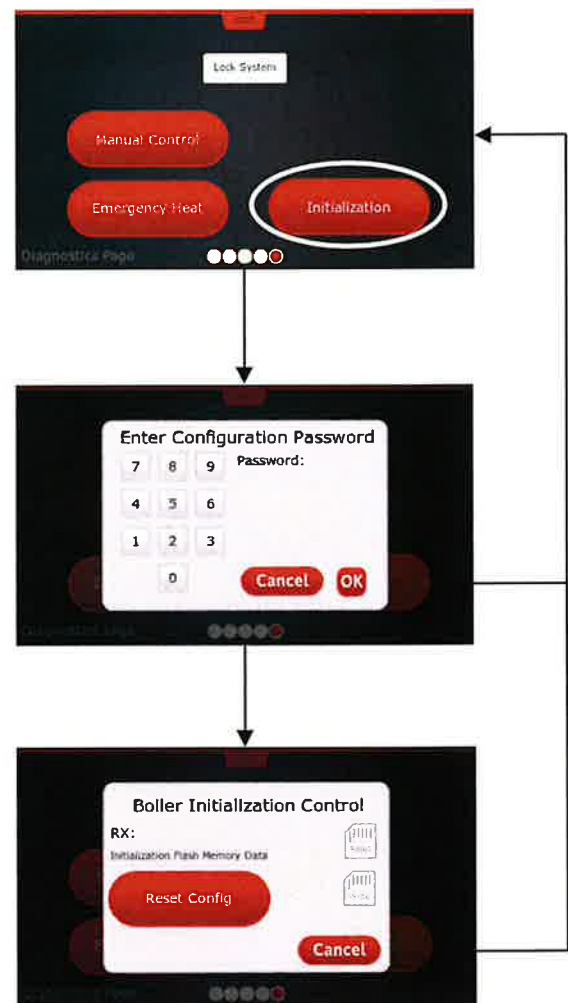 Lock System
Manual Control
Emergency Heat
Initialization
Diagnostics Page
Enter Configuration Password
7 8 9
Password:
4 5 6
1 2 3
0
Cancel
OK
Boiler Initialization Control
RX:
Initialization Flash Memory Data
Reset Config
Cancel